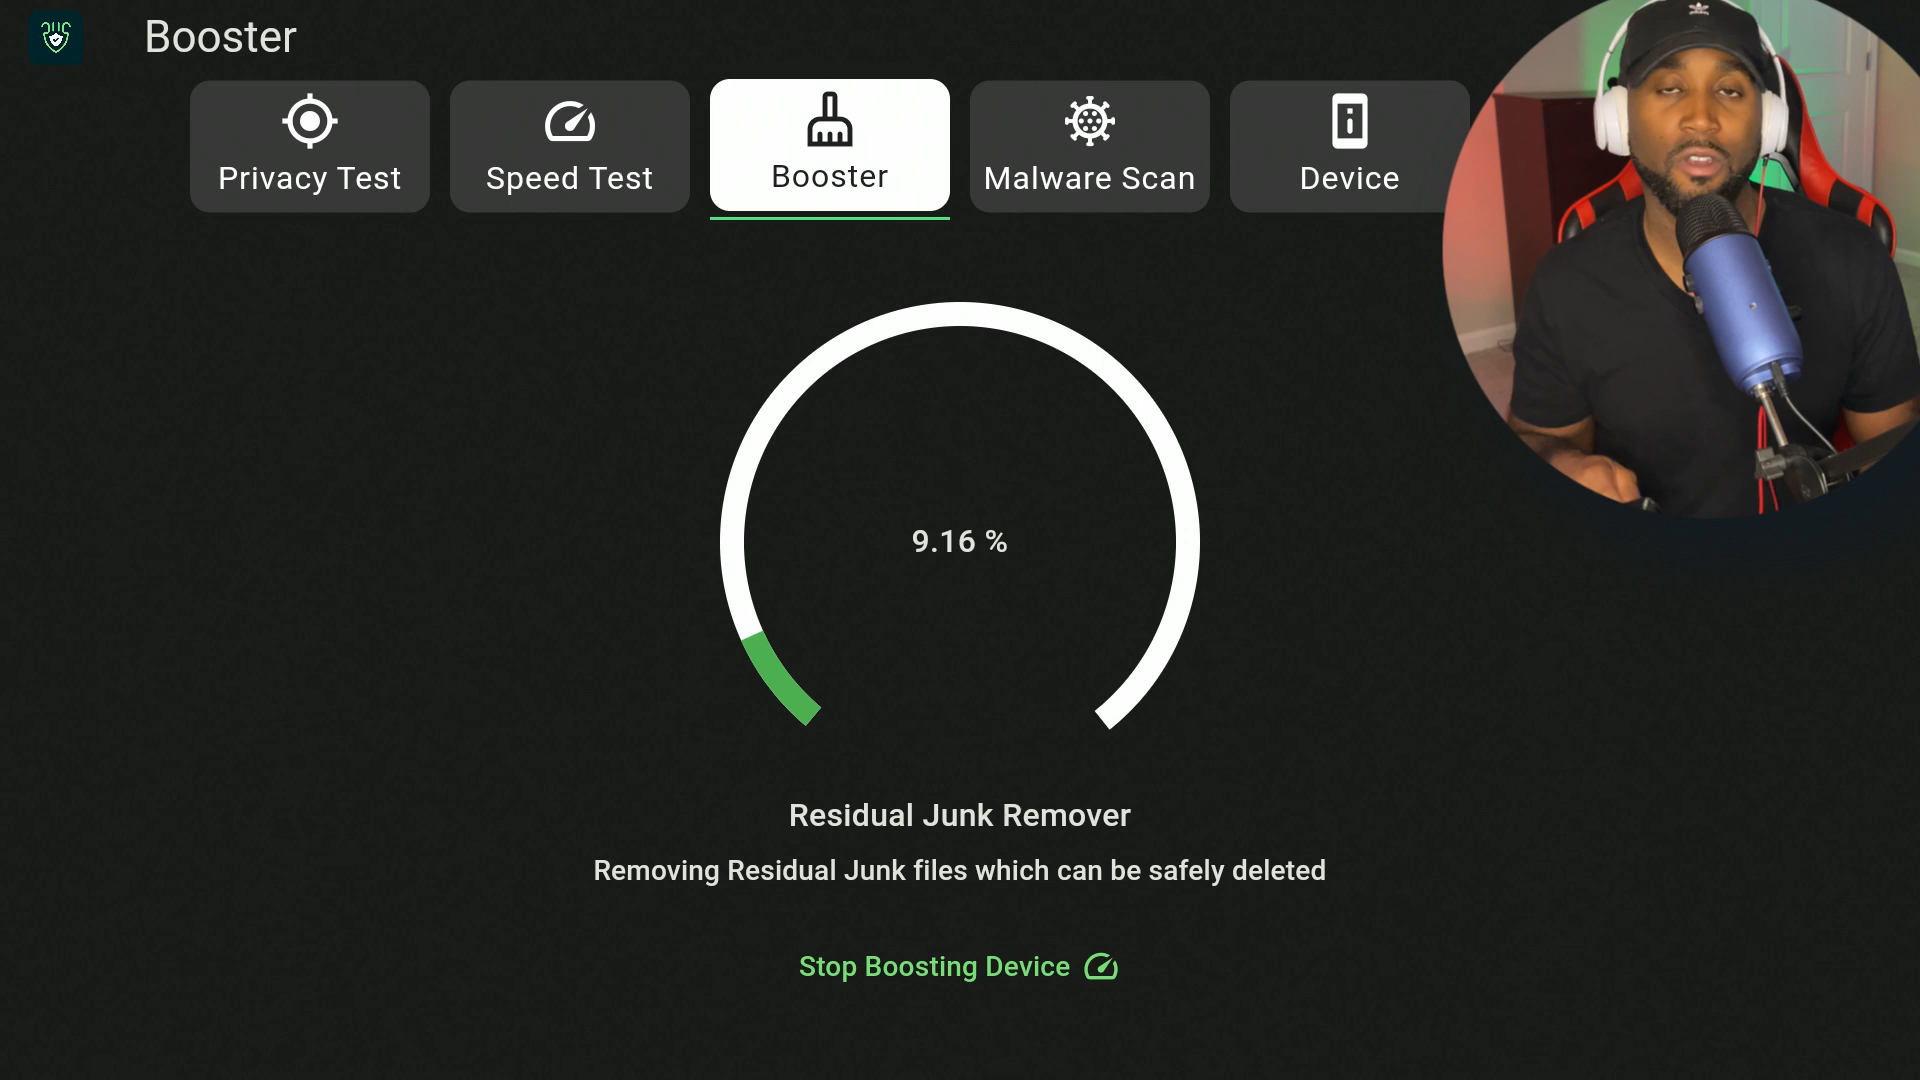 Booster
Privacy Test
Speed Test
Booster
Malware Scan
Device
9.16 %
Residual Junk Remover
Removing Residual Junk files which can be safely deleted
Stop Boosting Device